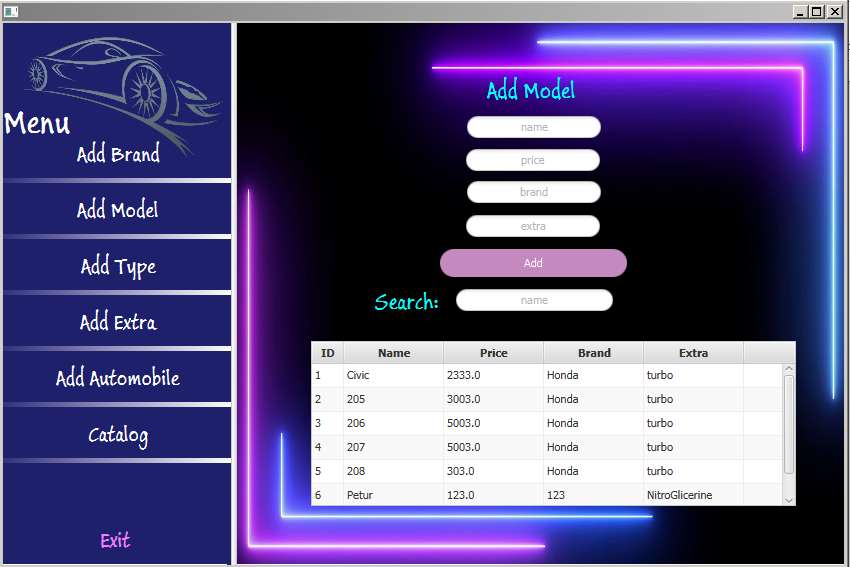 Menu
Add Brand
Add Model
Add Type
Add Extra
Add Automobile
Catalog
Exit
Add Model
name
price
brand
extra
Add
Search: name
ID Name Price Brand Extra
1 Civic 2333.0 Honda turbo
2 205 3003.0 Honda turbo
3 206 5003.0 Honda turbo
4 207 5003.0 Honda turbo
5 208 303.0 Honda turbo
6 Petur 123.0 123 NitroGlicerine